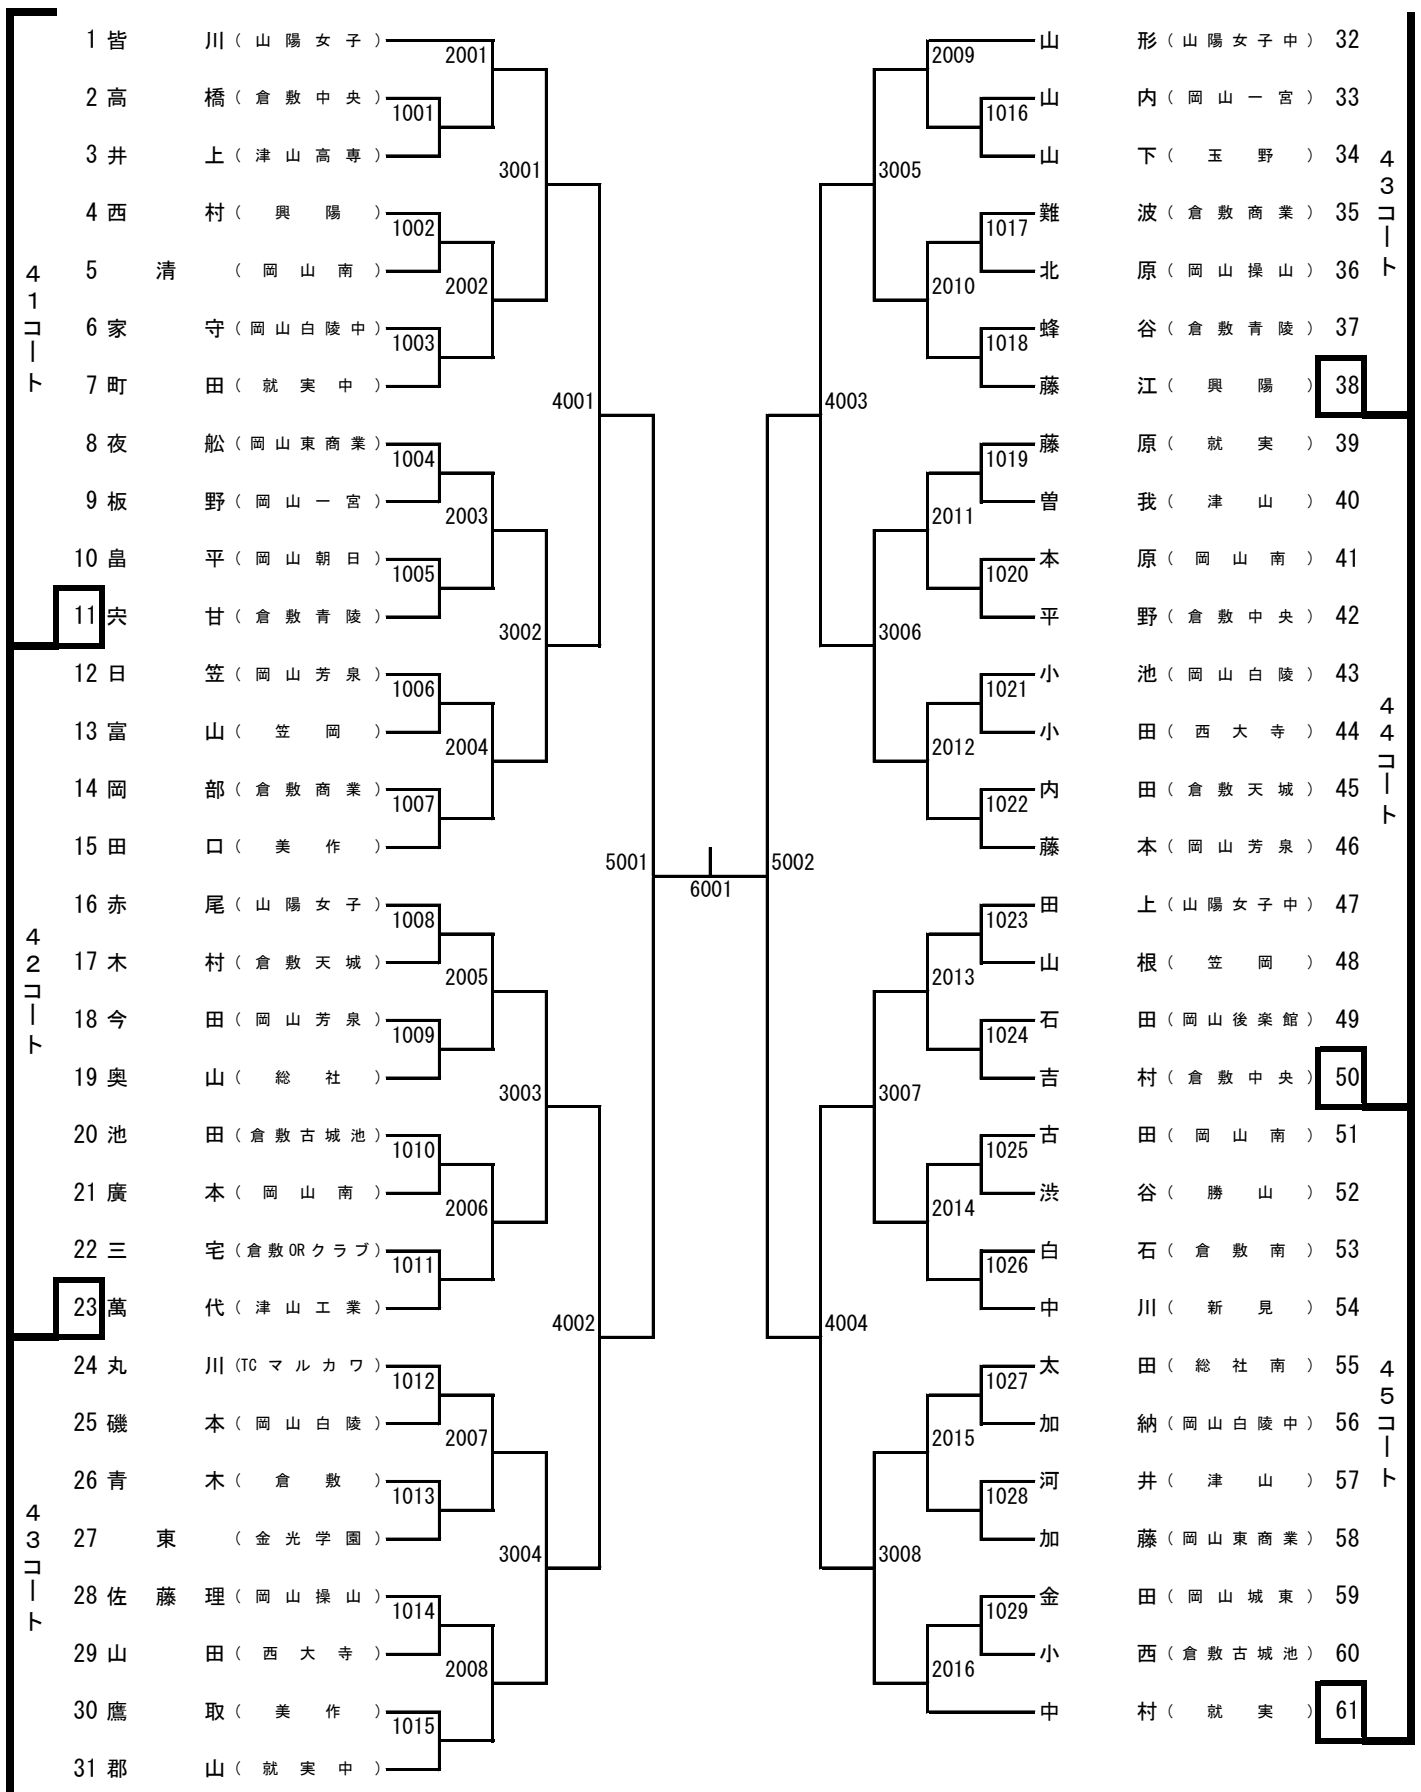 1 皆川(山陽女子)
2 高橋(倉敷中央)
3 井上(津山高専)
4 西村(興陽)
5 清(岡山南)
6 家守(岡山白陵中)
7 町田(就実中)
8 夜舩(岡山東商業)
9 板野(岡山一宮)
10 畠平(岡山朝日)
11 宍甘(倉敷青陵)
12 日笠(岡山芳泉)
13 富山(笠岡)
14 岡部(倉敷商業)
15 田口(美作)
16 赤尾(山陽女子)
17 木村(倉敷天城)
18 今田(岡山芳泉)
19 奥山(総社)
20 池田(倉敷古城池)
21 廣本(岡山南)
22 三宅(倉敷ORクラブ)
23 萬代(津山工業)
24 丸川(TCマルカワ)
25 磯本(岡山白陵)
26 青木(倉敷)
27 東(金光学園)
28 佐藤理(岡山操山)
29 山田(西大寺)
30 鷹取(美作)
31 郡山(就実中)
41コート
42コート
43コート
1001
1002
1003
1004
1005
1006
1007
1008
1009
1010
1011
1012
1013
1014
1015
2001
2002
2003
2004
2005
2006
2007
2008
3001
3002
3003
3004
4001
4002
5001
6001
5002
4003
4004
3005
3006
3007
3008
2009
2010
2011
2012
2013
2014
2015
2016
1016
1017
1018
1019
1020
1021
1022
1023
1024
1025
1026
1027
1028
1029
山形(山陽女子中) 32
山内(岡山一宮) 33
山下(玉野) 34
難波(倉敷商業) 35
北原(岡山操山) 36
蜂谷(倉敷青陵) 37
藤江(興陽) 38
藤原(就実) 39
曽我(津山) 40
本原(岡山南) 41
平野(倉敷中央) 42
小池(岡山白陵) 43
小田(西大寺) 44
内田(倉敷天城) 45
藤本(岡山芳泉) 46
田上(山陽女子中) 47
山根(笠岡) 48
石田(岡山後楽館) 49
吉村(倉敷中央) 50
古田(岡山南) 51
渋谷(勝山) 52
白石(倉敷南) 53
中川(新見) 54
太田(総社南) 55
加納(岡山白陵中) 56
河井(津山) 57
加藤(岡山東商業) 58
金田(岡山城東) 59
小西(倉敷古城池) 60
中村(就実) 61
43コート
44コート
45コート